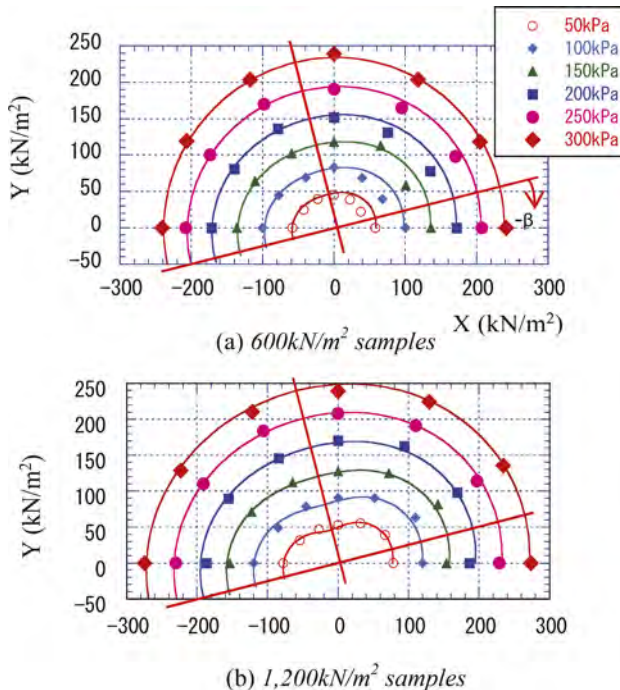 50kPa
100kPa
150kPa
200kPa
250kPa
300kPa
Y (kN/m²)
250
200
150
100
50
0
-50
-β
-300 -200 -100 0 100 200 300
X (kN/m²)
(a) 600kN/m² samples
Y (kN/m²)
250
200
150
100
50
0
-50
-300 -200 -100 0 100 200 300
(b) 1,200kN/m² samples